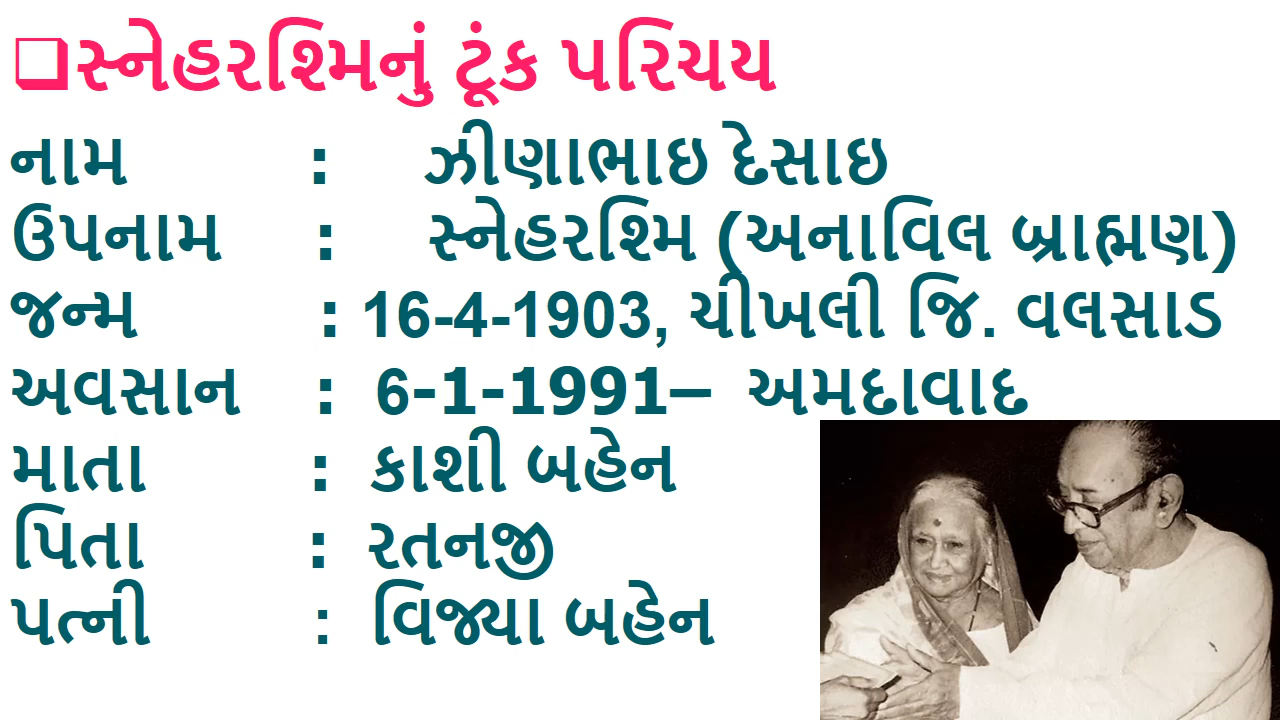 ❑સ્નેહરશ્મિનું ટૂંક પરિચય
નામ : ઝીણાભાઇ દેસાઇ
ઉપનામ : સ્નેહરશ્મિ (અનાવિલ બ્રાહ્મણ)
જન્મ : 16-4-1903, ચીખલી જિ. વલસાડ
અવસાન : 6-1-1991– અમદાવાદ
માતા : કાશી બહેન
પિતા : રતનજી
પત્ની : વિજ્યા બહેન